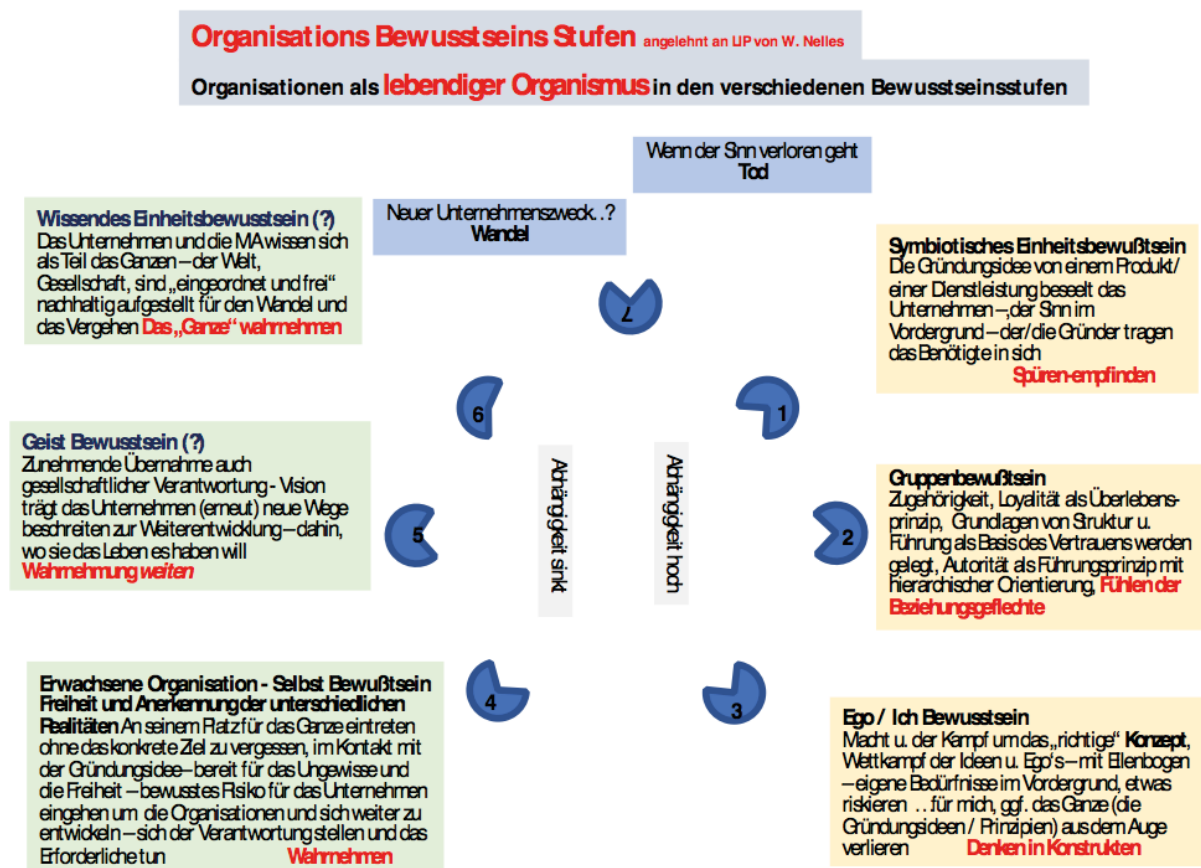 Organisations Bewusstseins Stufen angelehnt an LIP von W. Nelles
Organisationen als lebendiger Organismus in den verschiedenen Bewusstseinsstufen
Wenn der Sinn verloren geht
Tod
Neuer Unternehmenszweck…?
Wandel
Wissendes Einheitsbewusstsein (?)
Das Unternehmen und die MA wissen sich
als Teil das Ganzen – der Welt,
Gesellschaft, sind „eingeordnet und frei“
nachhaltig aufgestellt für den Wandel und
das Vergehen Das „Ganze“ wahrnehmen
Symbiotisches Einheitsbewußtsein
Die Gründungsidee von einem Produkt/
einer Dienstleistung beseelt das
Unternehmen –,der Sinn im
Vordergrund – der/die Gründer tragen
das Benötigte in sich
Spüren-empfinden
7
6
1
Geist Bewusstsein (?)
Zunehmende Übernahme auch
gesellschaftlicher Verantwortung - Vision
trägt das Unternehmen (erneut) neue Wege
beschreiten zur Weiterentwicklung – dahin,
wo sie das Leben es haben will
Wahrnehmung weiten
5
Abhängigkeit sinkt
Abhängigkeit hoch
2
Gruppenbewußtsein
Zugehörigkeit, Loyalität als Überlebens-
prinzip, Grundlagen von Struktur u.
Führung als Basis des Vertrauens werden
gelegt, Autorität als Führungsprinzip mit
hierarchischer Orientierung, Fühlen der
Beziehungsgeflechte
Erwachsene Organisation - Selbst Bewußtsein
Freiheit und Anerkennung der unterschiedlichen
Realitäten An seinem Platz für das Ganze eintreten
ohne das konkrete Ziel zu vergessen, im Kontakt mit
der Gründungsidee – bereit für das Ungewisse und
die Freiheit – bewusstes Risiko für das Unternehmen
eingehen um die Organisationen und sich weiter zu
entwickeln – sich der Verantwortung stellen und das
Erforderliche tun Wahrnehmen
4
3
Ego / Ich Bewusstsein
Macht u. der Kampf um das „richtige“ Konzept,
Wettkampf der Ideen u. Ego's – mit Ellenbogen
– eigene Bedürfnisse im Vordergrund, etwas
riskieren …für mich, ggf. das Ganze (die
Gründungsideen / Prinzipien) aus dem Auge
verlieren Denken in Konstrukten